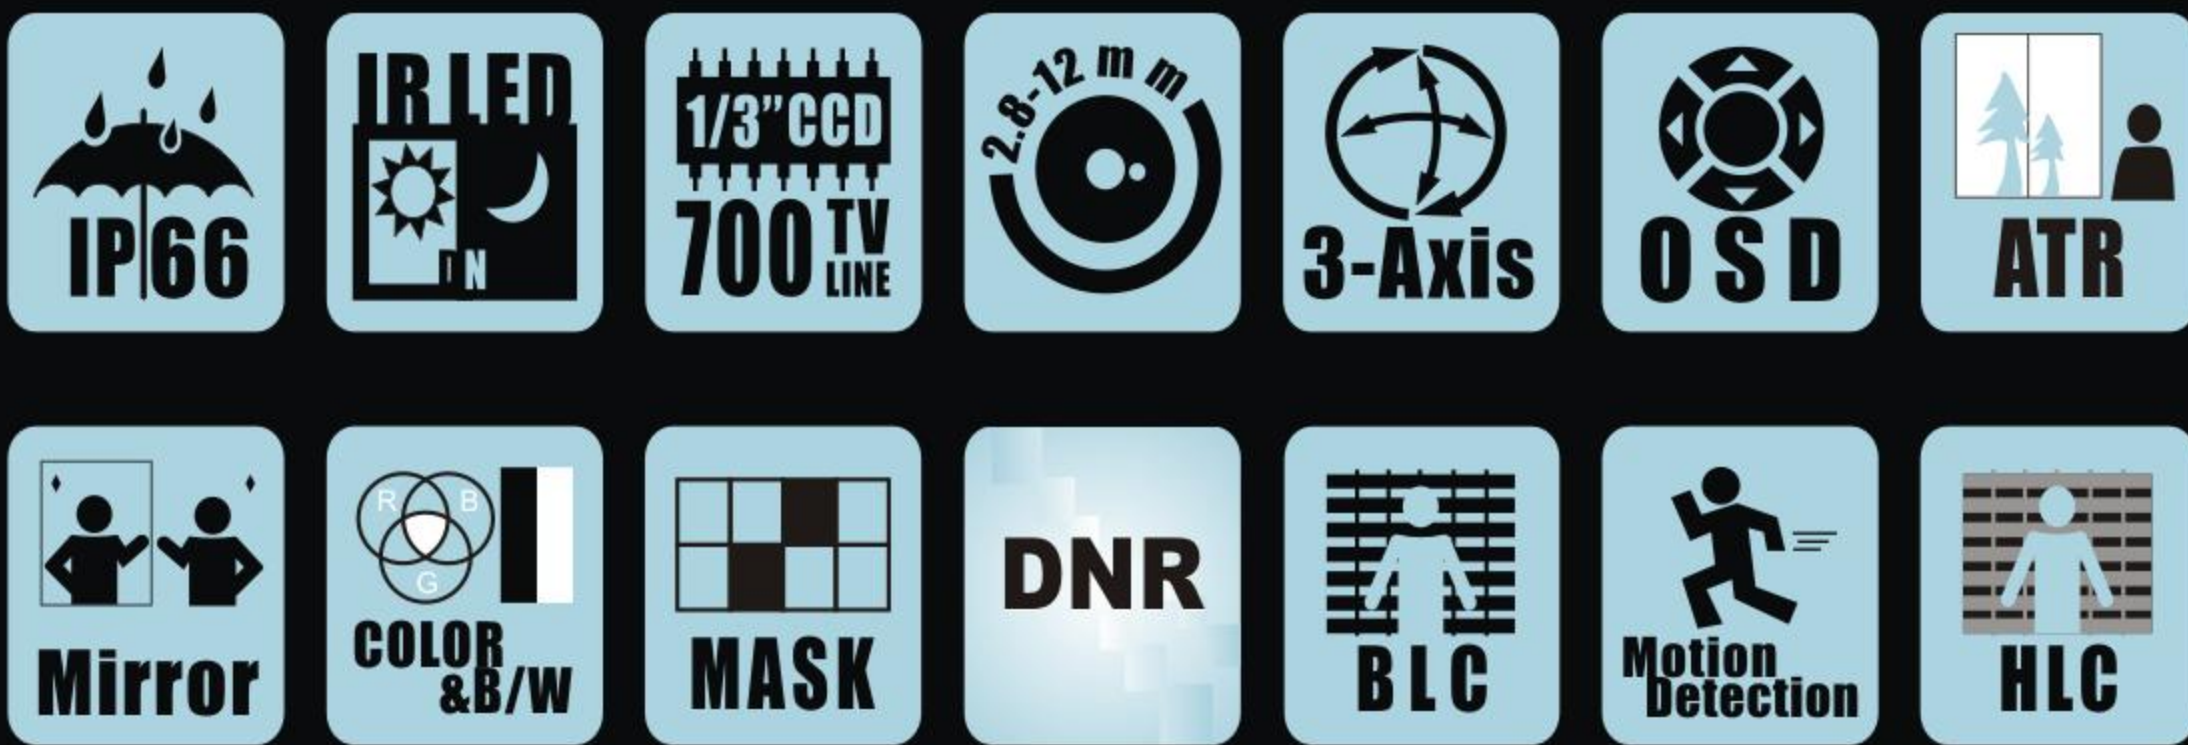 IP66
IR LED
DN
1/3”CCD
700 TV
LINE
2.8-12 m m
3-Axis
OSD
ATR
Mirror
R B
G
COLOR
&B/W
MASK
DNR
BLC
Motion
Detection
HLC